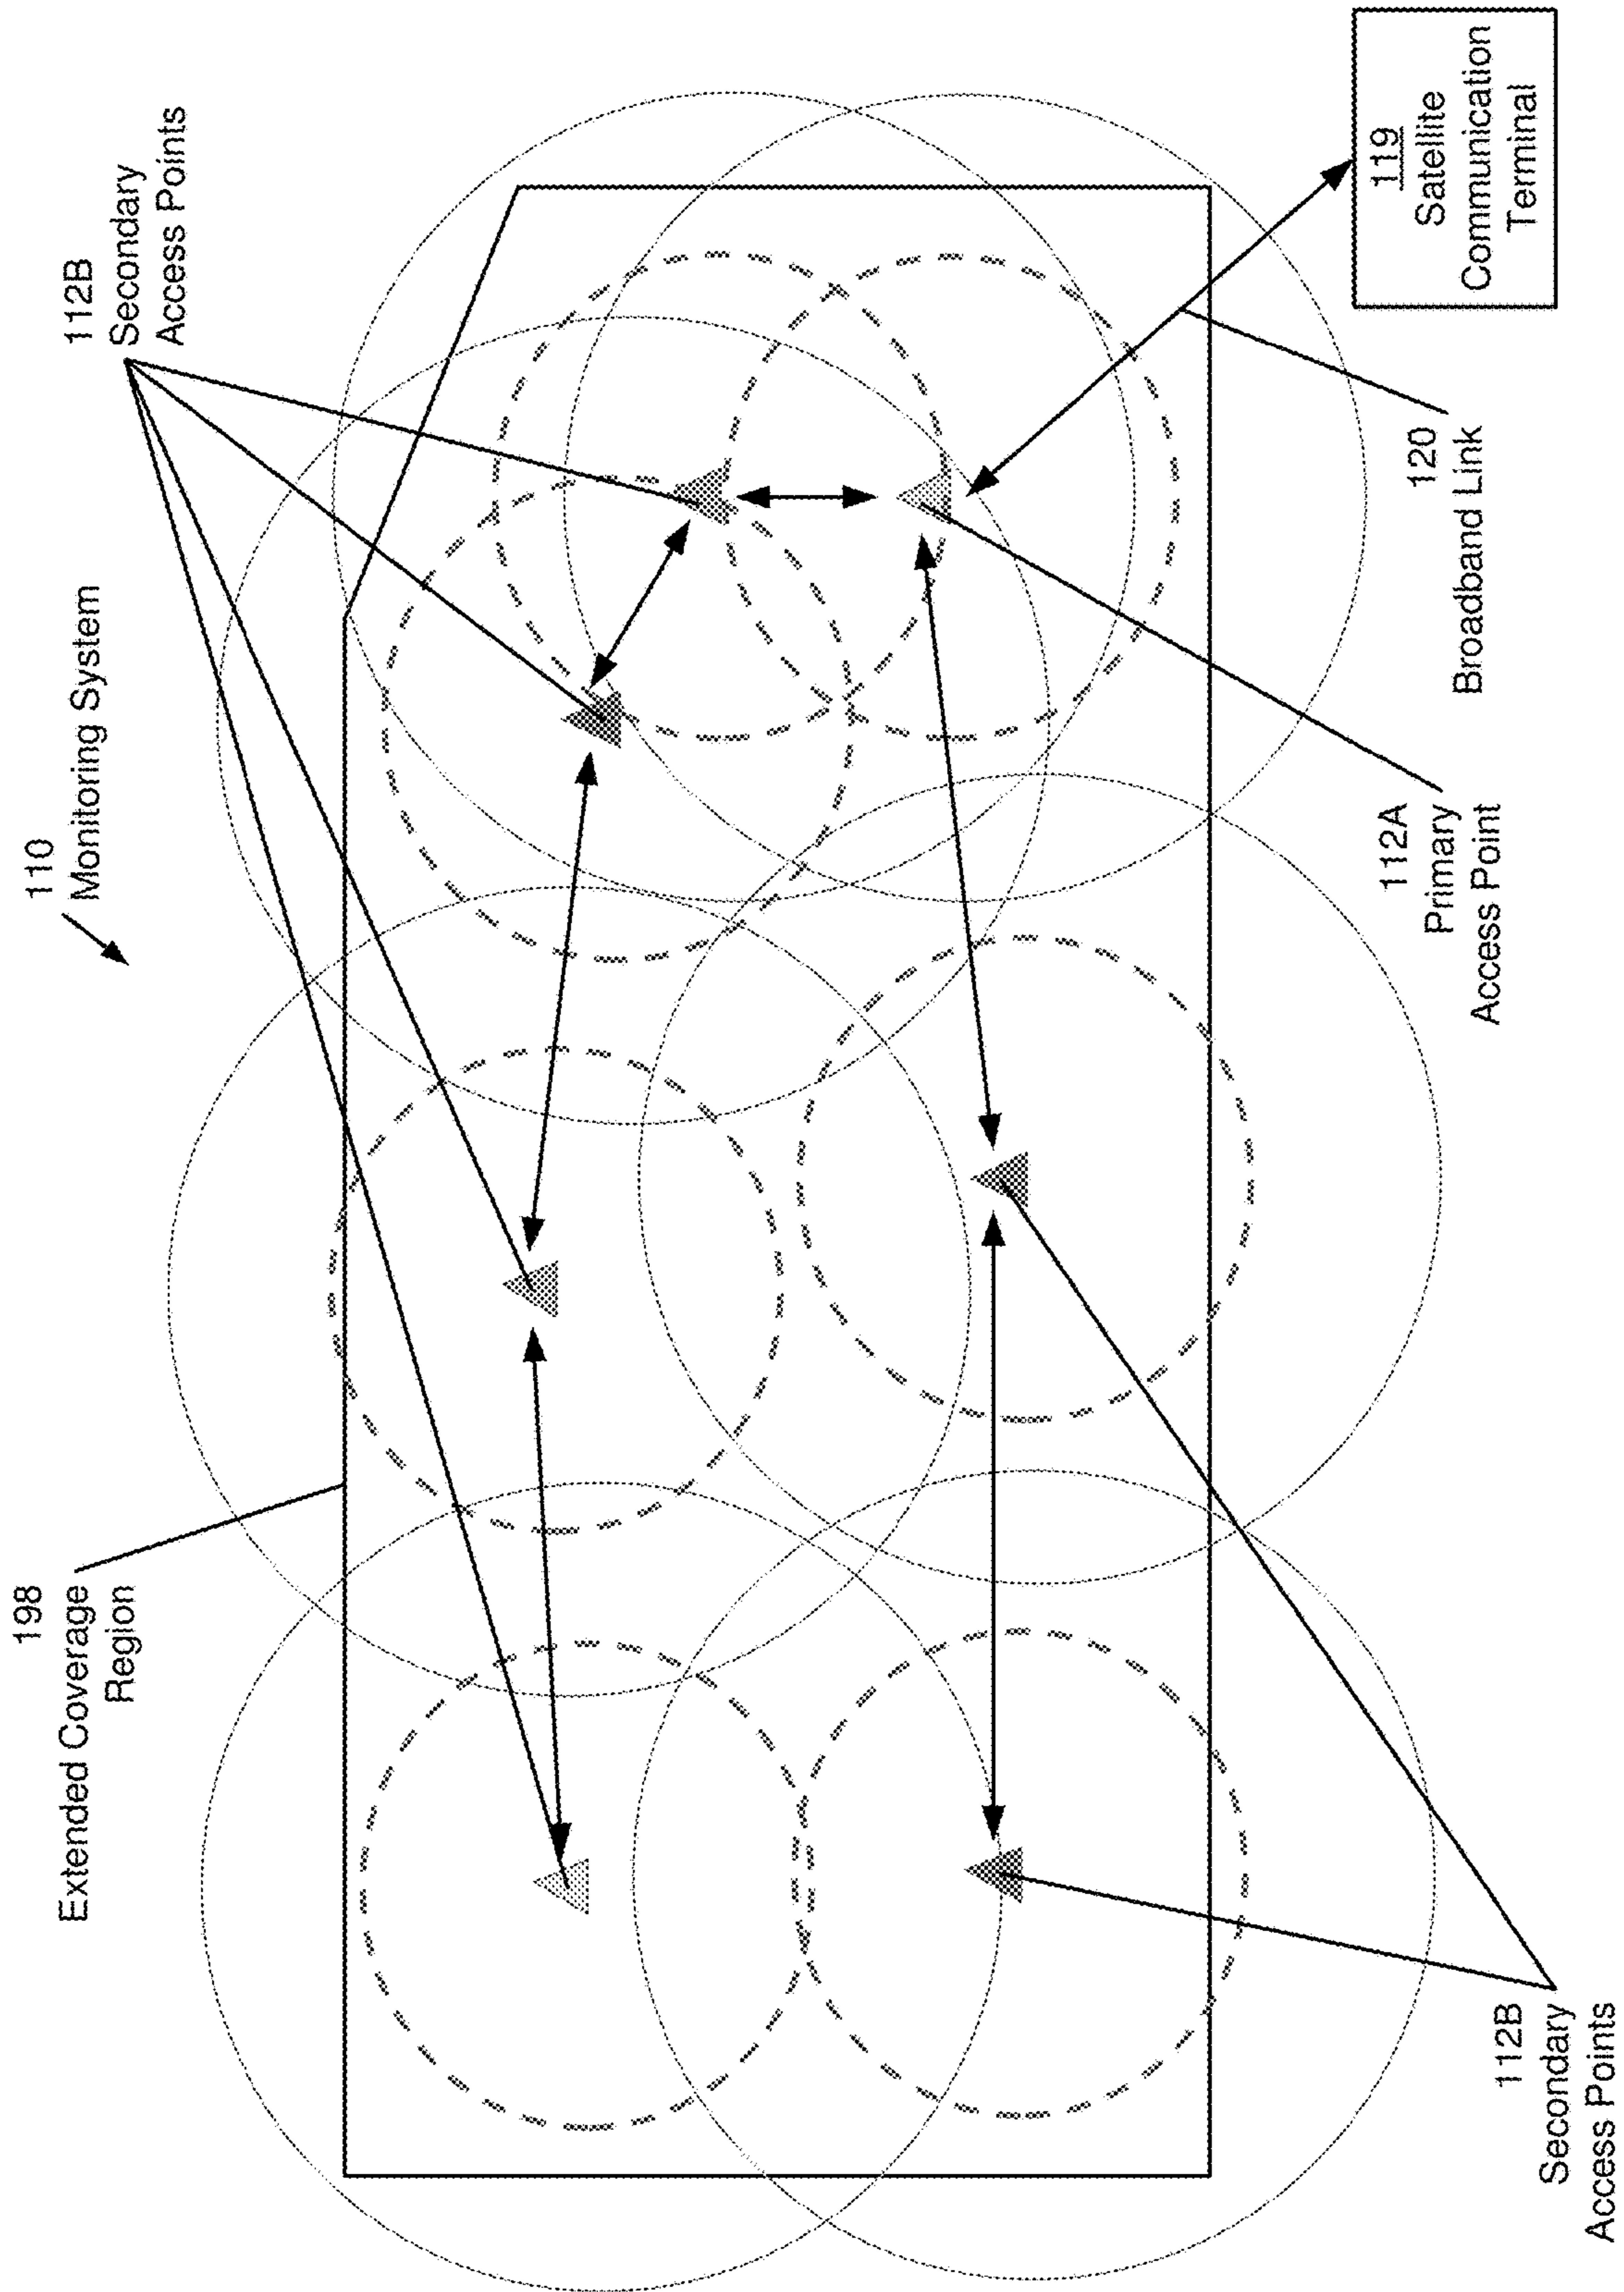 110
Monitoring System
198
Extended Coverage
Region
112B
Secondary
Access Points
112B
Secondary
Access Points
112A
Primary
Access Point
120
Broadband Link
119
Satellite
Communication
Terminal